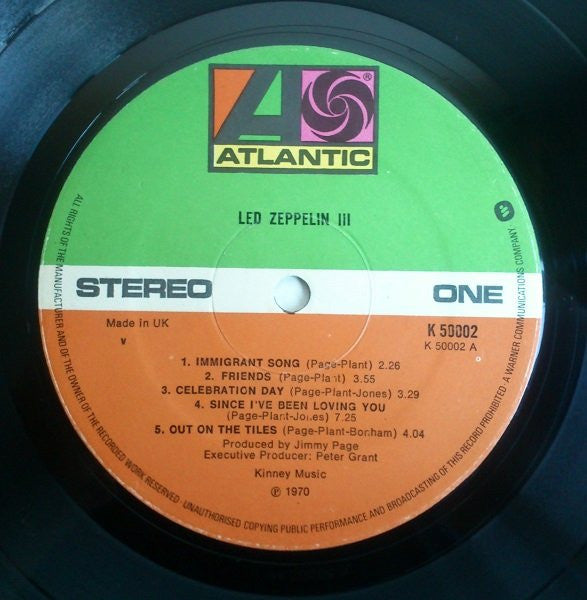 ATLANTIC
®
LED ZEPPELIN III
STEREO ONE
Made in UK
V
K 50002
K 50002 A
1. IMMIGRANT SONG (Page-Plant) 2.26
2. FRIENDS (Page-Plant) 3.55
3. CELEBRATION DAY (Page-Plant-Jones) 3.29
4. SINCE I'VE BEEN LOVING YOU
(Page-Plant-Jones) 7.25
5. OUT ON THE TILES (Page-Plant-Bonham) 4.04
Produced by Jimmy Page
Executive Producer: Peter Grant
Kinney Music
℗ 1970
ALL RIGHTS OF THE MANUFACTURER AND OF THE OWNER OF THE RECORDED WORK RESERVED. UNAUTHORISED COPYING PUBLIC PERFORMANCE AND BROADCASTING OF THIS RECORD PROHIBITED. A WARNER COMMUNICATIONS COMPANY.